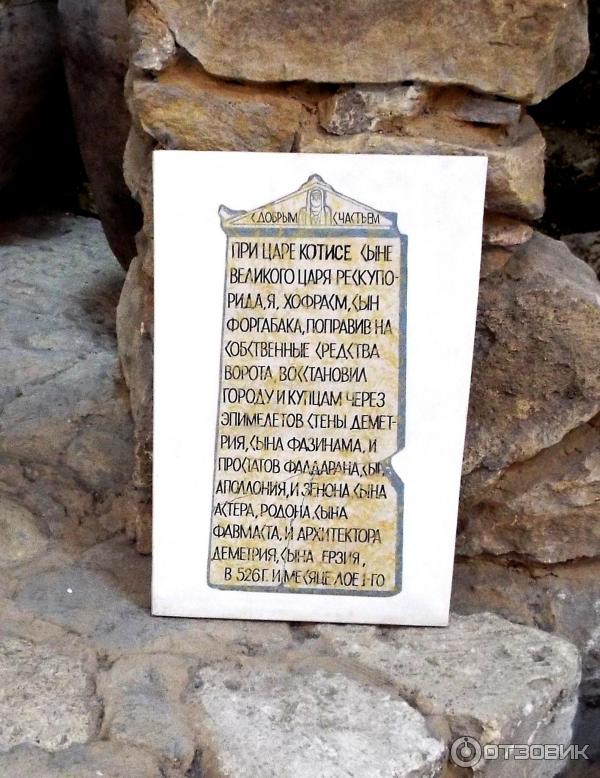 С ДОБРЫМ СЧАСТЬЕМ
ПРИ ЦАРЕ КОТИСЕ СЫНЕ
ВЕЛИКОГО ЦАРЯ РЕСКУПО-
РИДА, Я, ХОФРАСМ, СЫН
ФОРГАБАКА, ПОПРАВИВ НА
СОБСТВЕННЫЕ СРЕДСТВА
ВОРОТА ВОССТАНОВИЛ
ГОРОДУ И КУПЦАМ ЧЕРЕЗ
ЭПИМЕЛЕТОВ СТЕНЫ ДЕМЕТ-
РИЯ, СЫНА ФАЗИНАМА, И
ПРОСТАТОВ ФАЛДАРАНА, СЫ,
АПОЛЛОНИЯ, И ЗЕНОНА СЫНА
АСТЕРА, РОДОНА СЫНА
ФАВМАСТА, И АРХИТЕКТОРА
ДЕМЕТРИЯ, СЫНА ЕРЗИЯ,
В 526 Г. И МЕСЯЦЕ ЛОЕ 1-ГО
ОТЗОВИК